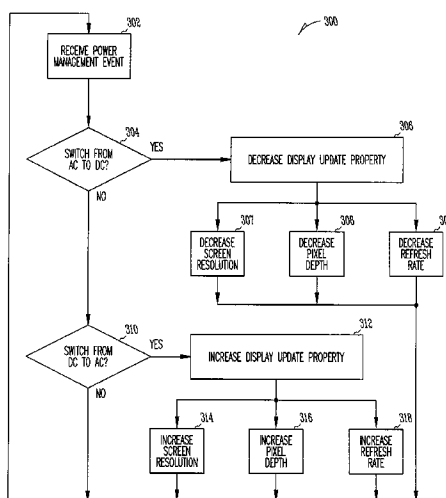 300
302
RECEIVE POWER
MANAGEMENT EVENT
304
SWITCH FROM
AC TO DC?
YES
NO
306
DECREASE DISPLAY UPDATE PROPERTY
307
DECREASE
SCREEN
RESOLUTION
308
DECREASE
PIXEL
DEPTH
DECREASE
REFRESH
RATE
310
SWITCH FROM
DC TO AC?
YES
NO
312
INCREASE DISPLAY UPDATE PROPERTY
314
INCREASE
SCREEN
RESOLUTION
316
INCREASE
PIXEL
DEPTH
318
INCREASE
REFRESH
RATE